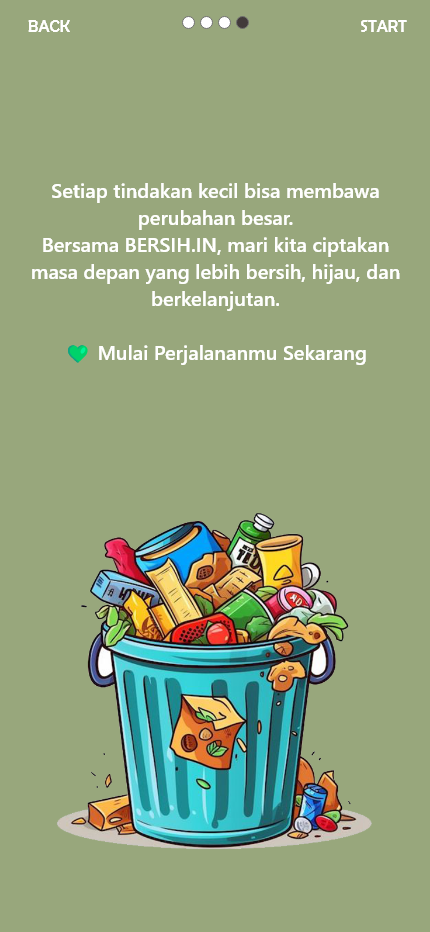 BACK
START
Setiap tindakan kecil bisa membawa
perubahan besar.
Bersama BERSIH.IN, mari kita ciptakan
masa depan yang lebih bersih, hijau, dan
berkelanjutan.
💚 Mulai Perjalananmu Sekarang